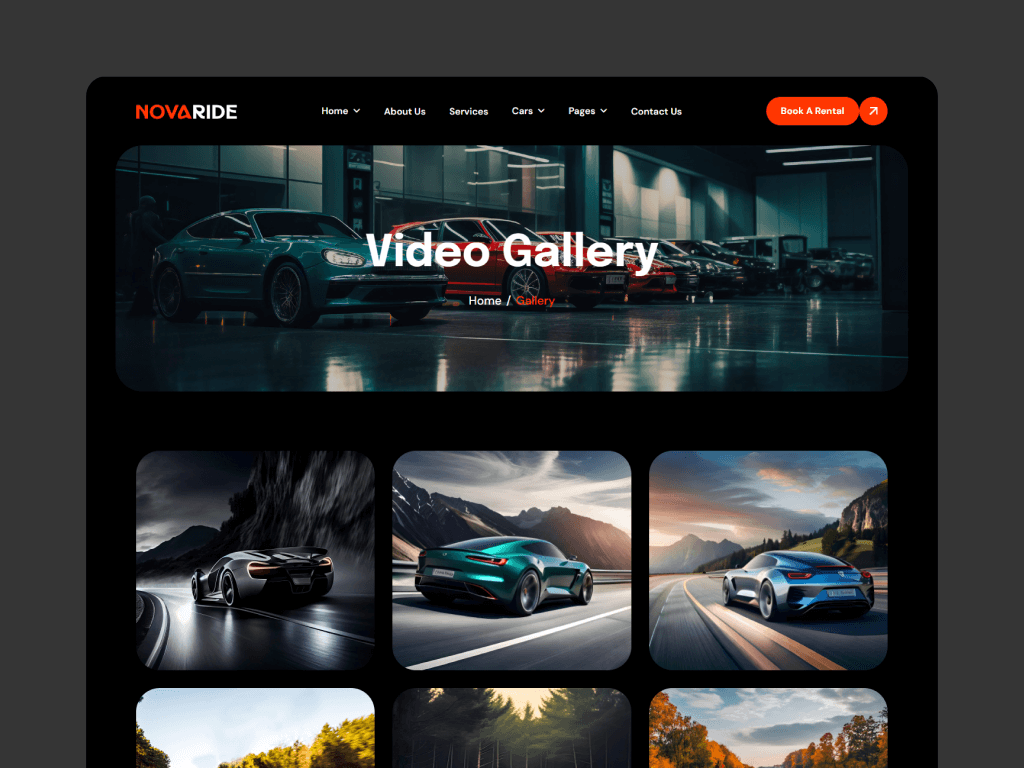 NOVARIDE
Home
About Us
Services
Cars
Pages
Contact Us
Book A Rental
Video Gallery
Home / Gallery